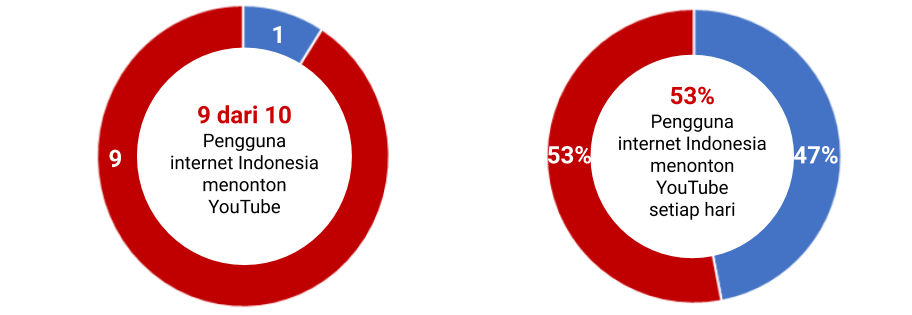 1
9
9 dari 10
Pengguna
internet Indonesia
menonton
YouTube
53%
47%
53%
Pengguna
internet Indonesia
menonton
YouTube
setiap hari